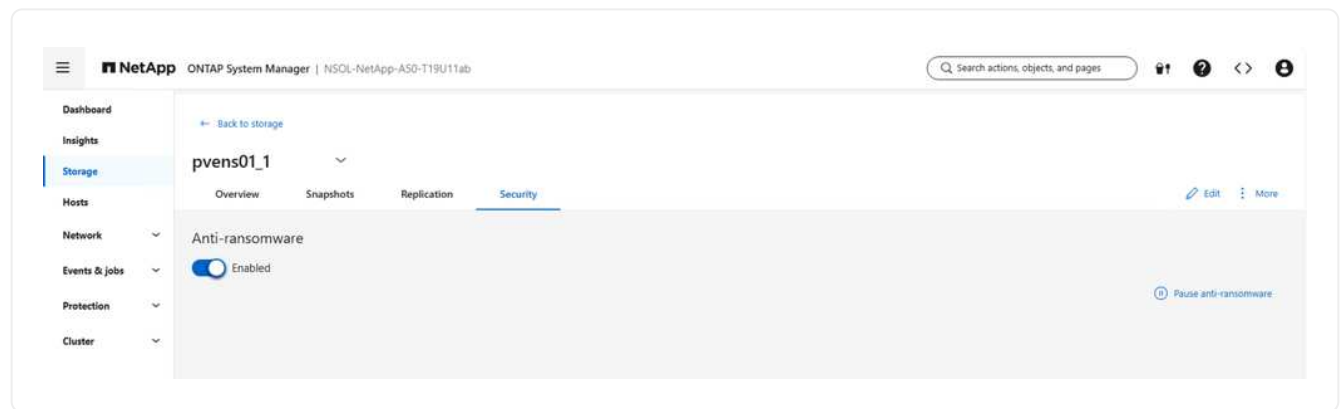 NetApp ONTAP System Manager | NSOL-NetApp-A50-T19U11ab
Search actions, objects, and pages
Dashboard
Insights
Storage
Hosts
Network
Events & jobs
Protection
Cluster
← Back to storage
pvens01_1
Overview Snapshots Replication Security
Edit More
Anti-ransomware
Enabled
Pause anti-ransomware